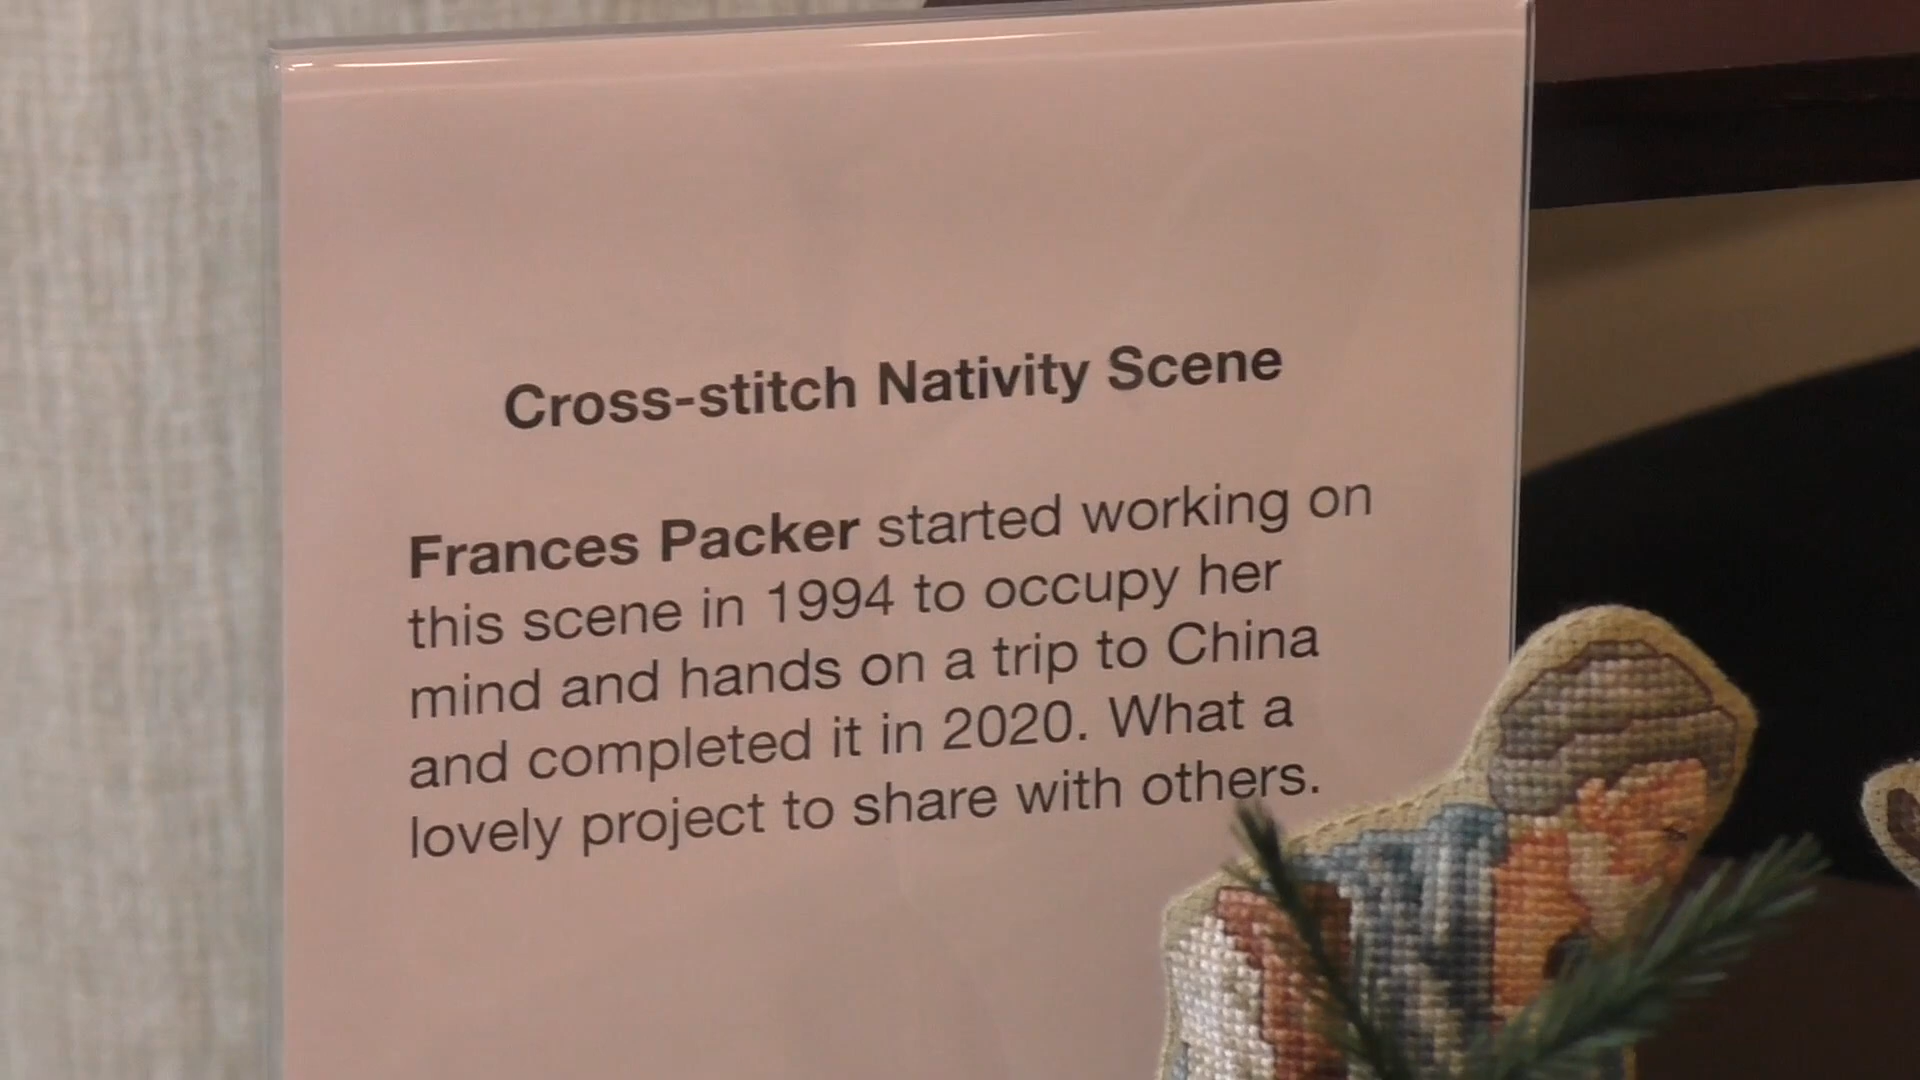 Cross-stitch Nativity Scene
Frances Packer started working on
this scene in 1994 to occupy her
mind and hands on a trip to China
and completed it in 2020. What a
lovely project to share with others.